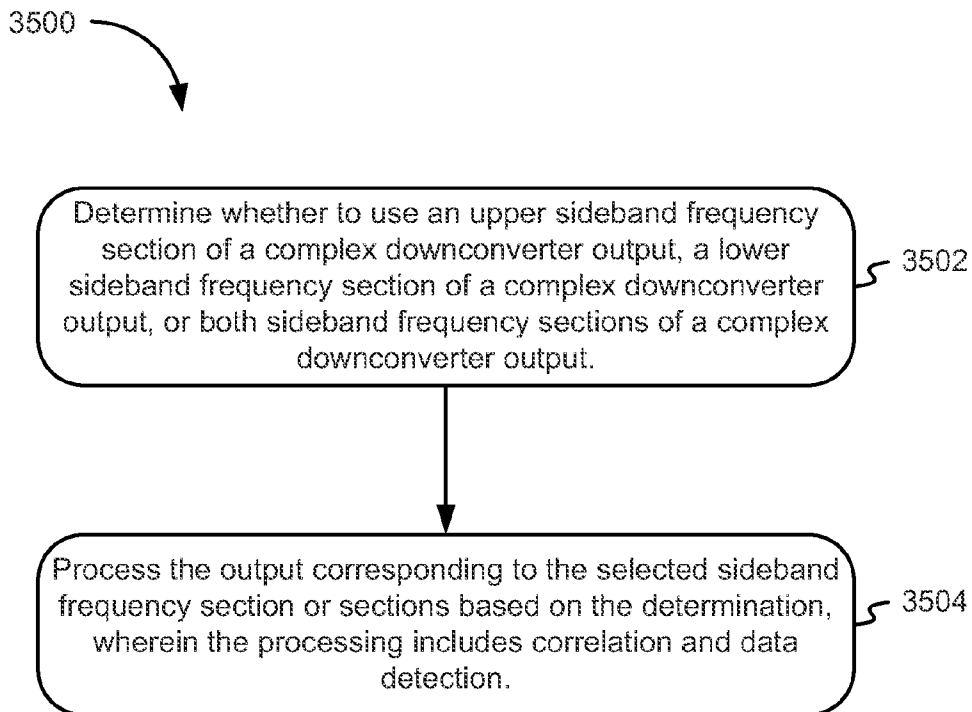 3500
Determine whether to use an upper sideband frequency
section of a complex downconverter output, a lower
sideband frequency section of a complex downconverter
output, or both sideband frequency sections of a complex
downconverter output.
3502
Process the output corresponding to the selected sideband
frequency section or sections based on the determination,
wherein the processing includes correlation and data
detection.
3504